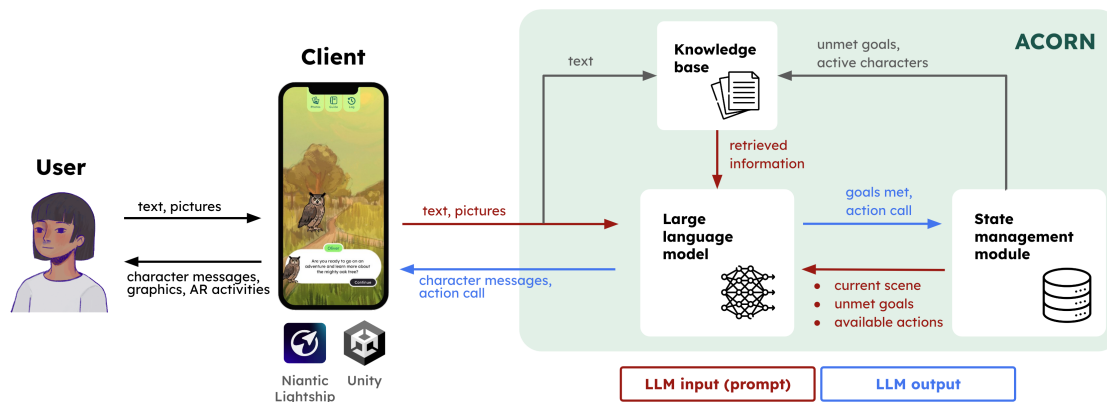 User
text, pictures
character messages,
graphics, AR activities
Client
Are you ready to go on an
adventure and learn more about
the mighty oak tree?
Continue
Niantic
Lightship
Unity
text, pictures
character messages,
action call
ACORN
text
Knowledge
base
unmet goals,
active characters
retrieved
information
Large
language
model
goals met,
action call
State
management
module
• current scene
• unmet goals
• available actions
LLM input (prompt)
LLM output